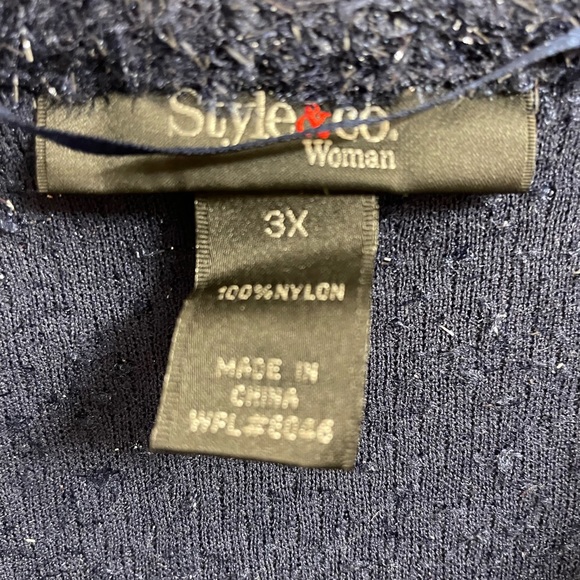 Style&co.
Woman
3X
100%NYLON
MADE IN
CHINA
WPL#8046